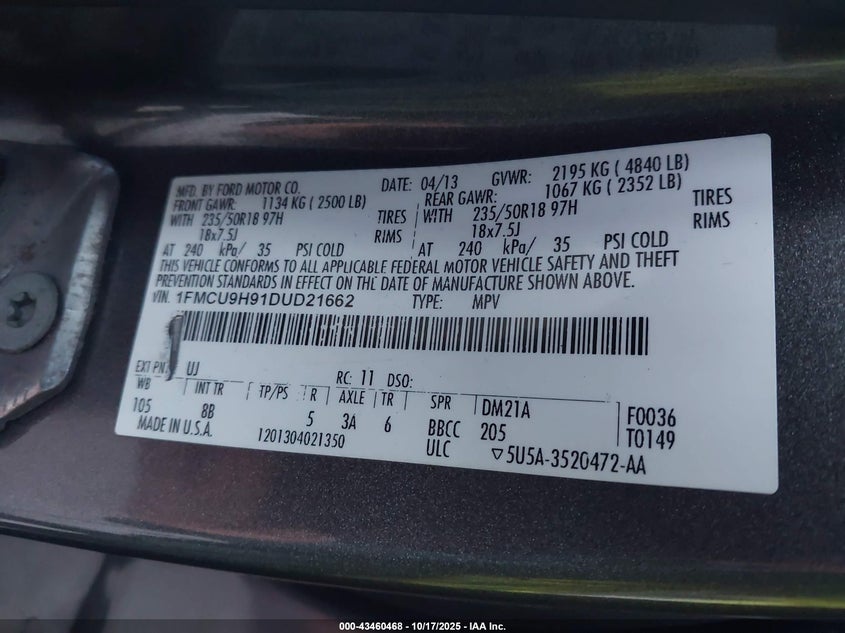 MFD. BY FORD MOTOR CO. DATE: 04/13 GVWR: 2195 KG ( 4840 LB)
FRONT GAWR: 1134 KG ( 2500 LB) REAR GAWR: 1067 KG ( 2352 LB)
WITH 235/50R18 97H TIRES WITH 235/50R18 97H TIRES
18x7.5J RIMS 18x7.5J RIMS
AT 240 kPa/ 35 PSI COLD AT 240 kPa/ 35 PSI COLD
THIS VEHICLE CONFORMS TO ALL APPLICABLE FEDERAL MOTOR VEHICLE SAFETY AND THEFT
PREVENTION STANDARDS IN EFFECT ON THE DATE OF MANUFACTURE SHOWN ABOVE.
VIN: 1FMCU9H91DUD21662 TYPE: MPV
EXT PNT: UJ RC: 11 DSO:
WB INT TR TP/PS R AXLE TR SPR DM21A F0036
105 8B 5 3A 6 BBCC 205 T0149
MADE IN U.S.A. 1201304021350 ULC ▽5U5A-3520472-AA
000-43460468 - 10/17/2025 - IAA Inc.